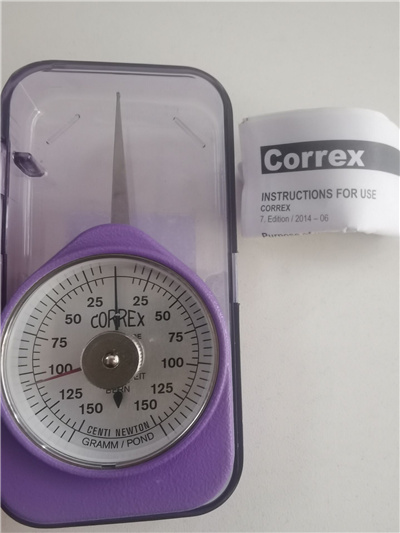 Correx
INSTRUCTIONS FOR USE
CORREX
7. Edition / 2014 – 06
25 25
50 50
CORREX
75 75
100 100
125 125
BERN
150 150
CENTI NEWTON
GRAMM / POND